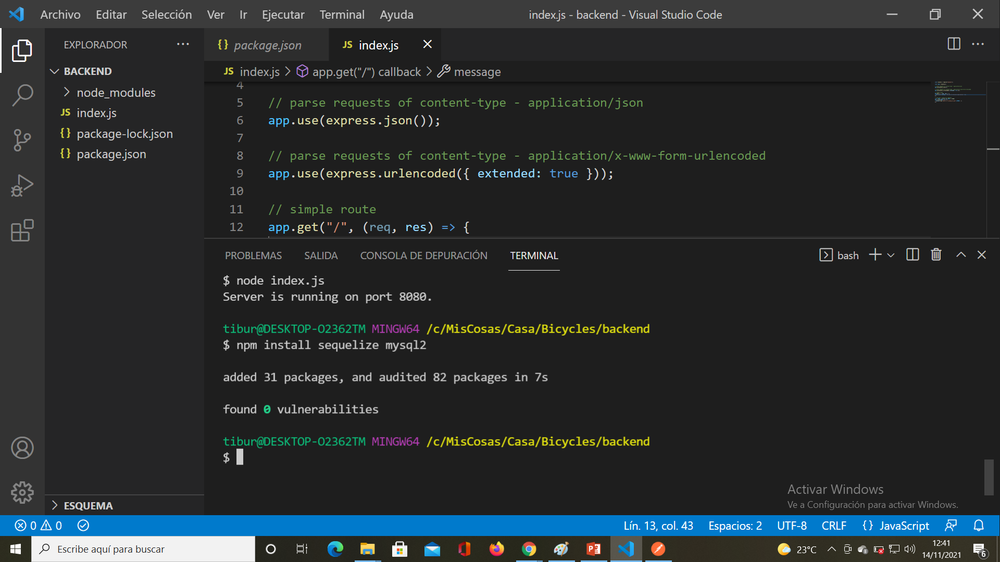 Archivo Editar Selección Ver Ir Ejecutar Terminal Ayuda
index.js - backend - Visual Studio Code
EXPLORADOR
BACKEND
node_modules
JS index.js
{} package-lock.json
{} package.json
ESQUEMA
{} package.json
JS index.js
JS index.js > app.get("/") callback > message
4
5 // parse requests of content-type - application/json
6 app.use(express.json());
7
8 // parse requests of content-type - application/x-www-form-urlencoded
9 app.use(express.urlencoded({ extended: true }));
10
11 // simple route
12 app.get("/", (req, res) => {
PROBLEMAS SALIDA CONSOLA DE DEPURACIÓN TERMINAL
bash
$ node index.js
Server is running on port 8080.
tibur@DESKTOP-O2362TM MINGW64 /c/MisCosas/Casa/Bicycles/backend
$ npm install sequelize mysql2
added 31 packages, and audited 82 packages in 7s
found 0 vulnerabilities
tibur@DESKTOP-O2362TM MINGW64 /c/MisCosas/Casa/Bicycles/backend
$
Activar Windows
Ve a Configuración para activar Windows.
0 0
Lín. 13, col. 43 Espacios: 2 UTF-8 CRLF {} JavaScript
Escribe aquí para buscar
23°C
12:41
14/11/2021
6